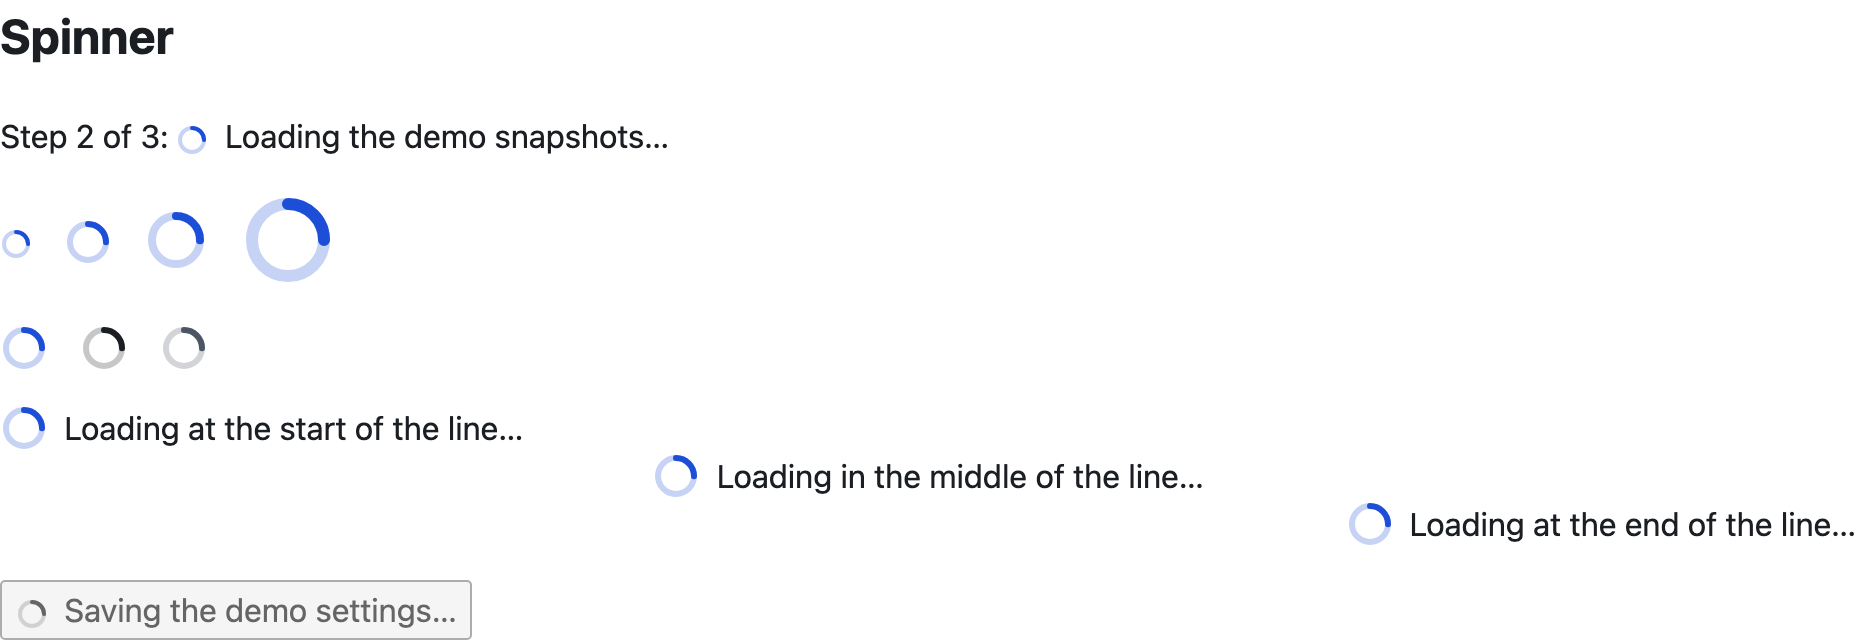 Spinner
Step 2 of 3: Loading the demo snapshots...
Loading at the start of the line...
Loading in the middle of the line...
Loading at the end of the line...
Saving the demo settings...